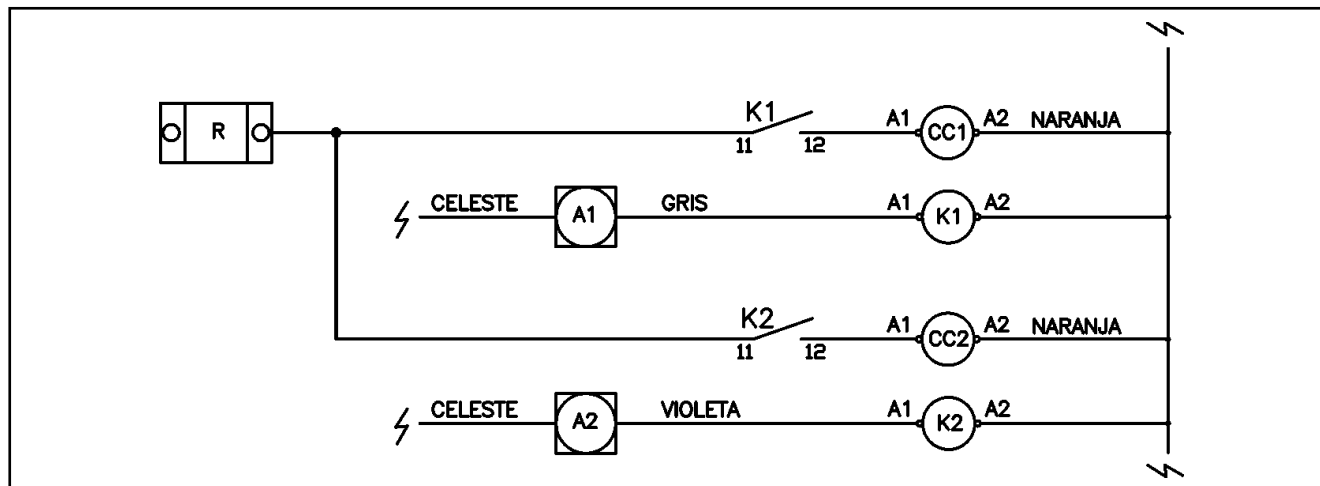 K1
R
11 12
A1 CC1 A2 NARANJA
CELESTE A1 GRIS A1 K1 A2
K2
11 12
A1 CC2 A2 NARANJA
CELESTE A2 VIOLETA A1 K2 A2